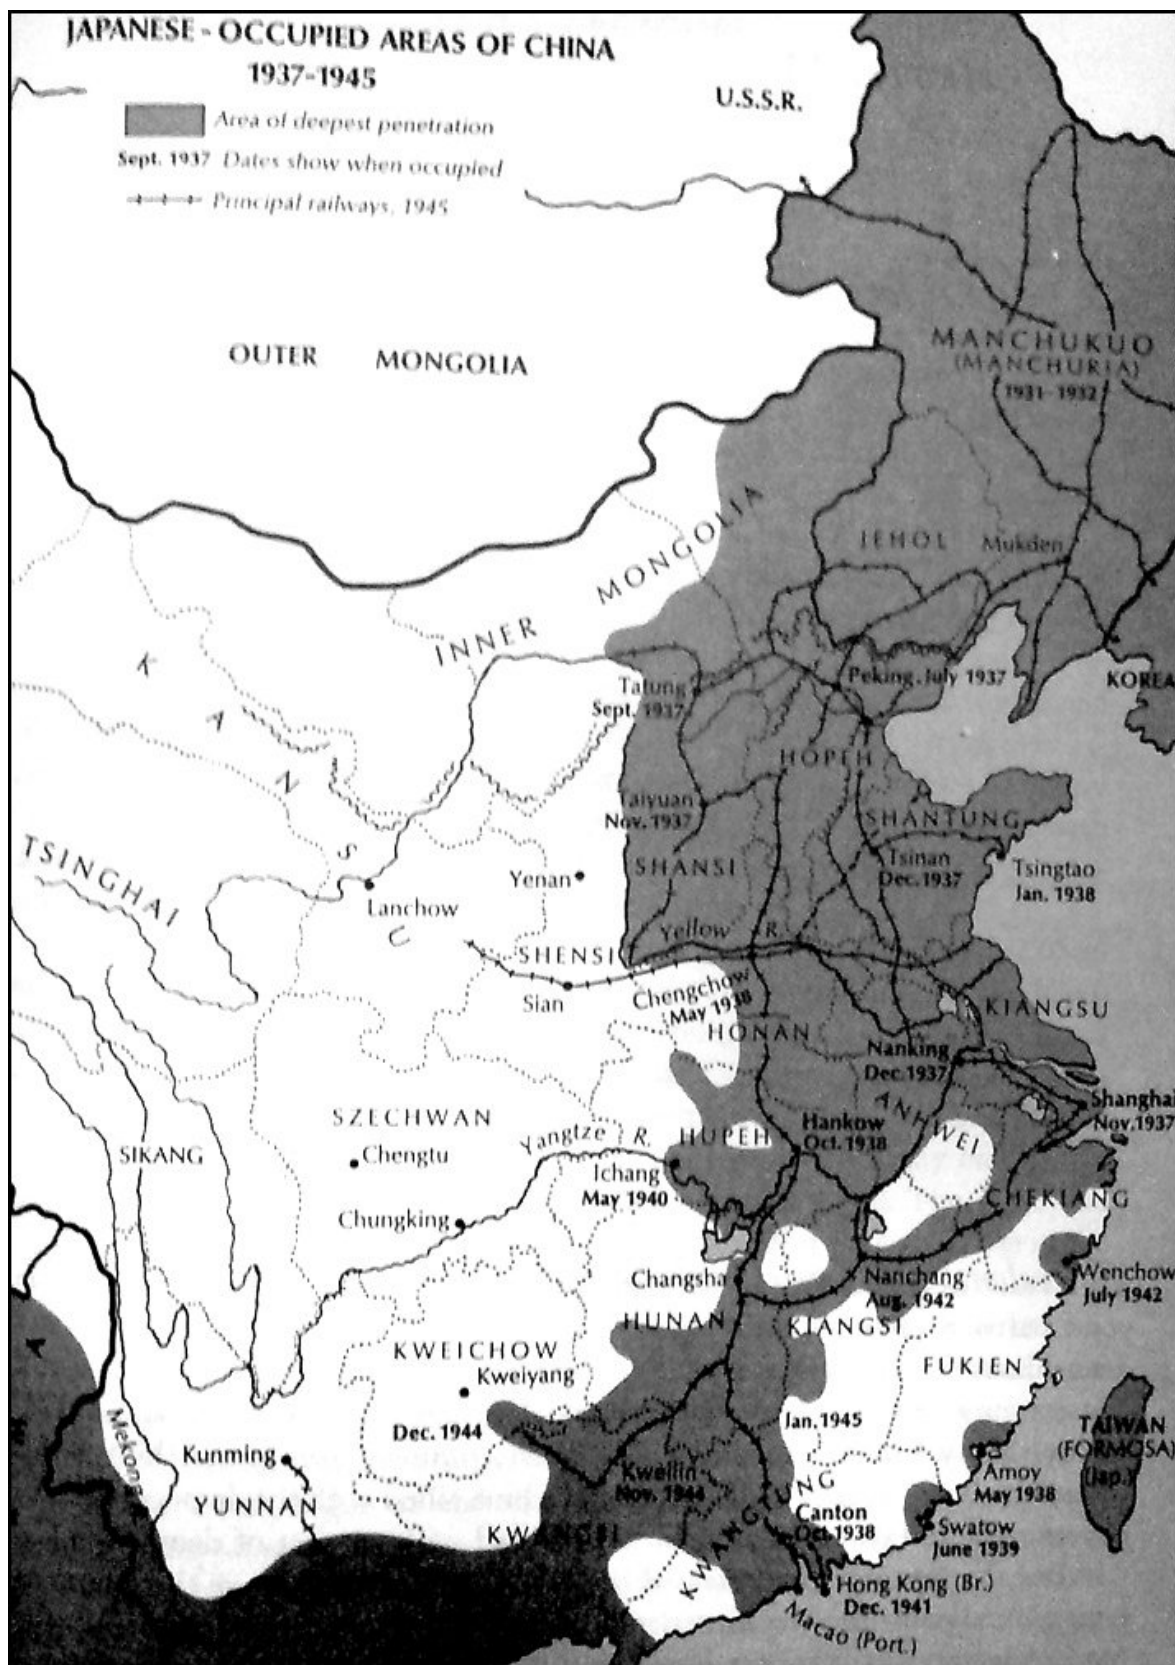 JAPANESE - OCCUPIED AREAS OF CHINA
1937-1945
Area of deepest penetration
Sept. 1937 Dates show when occupied
Principal railways, 1945
U.S.S.R.
OUTER MONGOLIA
MANCHUKUO
(MANCHURIA)
1931-1932
INNER MONGOLIA
JEHOL
Mukden
KANSU
Tatung
Sept. 1937
Peking, July 1937
KOREA
HOPEH
Taiyuan
Nov. 1937
SHANTUNG
TSINGHAI
SHANSI
Tsinan
Dec. 1937
Tsingtao
Jan. 1938
Yenan
Lanchow
Yellow R.
SHENSI
Sian
Chengchow
May 1938
HONAN
KIANGSU
Nanking
Dec. 1937
ANHWEI
Shanghai
Nov. 1937
SZECHWAN
Yangtze R.
HUPEH
Hankow
Oct. 1938
SIKANG
Chengtu
Ichang
May 1940
CHEKIANG
Chungking
Changsha
Nanchang
Aug. 1942
Wenchow
July 1942
HUNAN
KIANGSI
KWEICHOW
Kweiyang
FUKIEN
Dec. 1944
Jan. 1945
TAIWAN
(FORMOSA)
(Jap.)
Mekong R.
Kunming
YUNNAN
Kweilin
Nov. 1944
KWANGSI
KWANGTUNG
Canton
Oct. 1938
Amoy
May 1938
Swatow
June 1939
Hong Kong (Br.)
Dec. 1941
Macao (Port.)